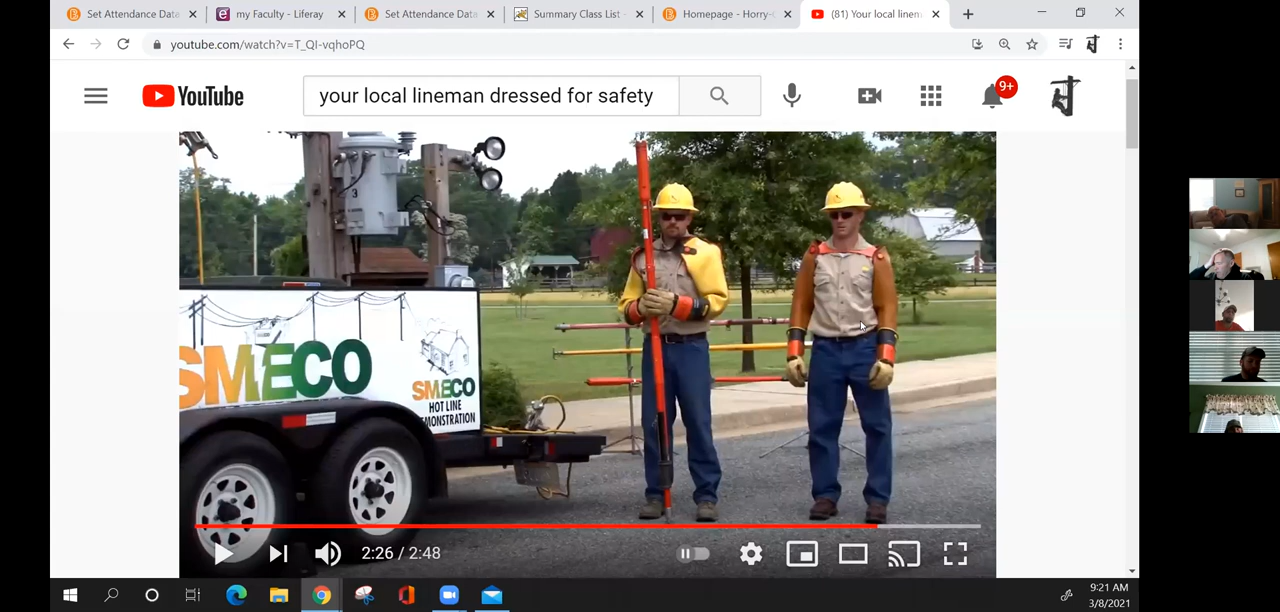 Set Attendance Data
my Faculty - Liferay
Set Attendance Data
Summary Class List -
Homepage - Horry-G
(81) Your local linem
youtube.com/watch?v=T_QI-vqhoPQ
YouTube
your local lineman dressed for safety
9+
3
SMECO
SMECO
HOT LINE
DEMONSTRATION
2:26 / 2:48
9:21 AM
3/8/2021